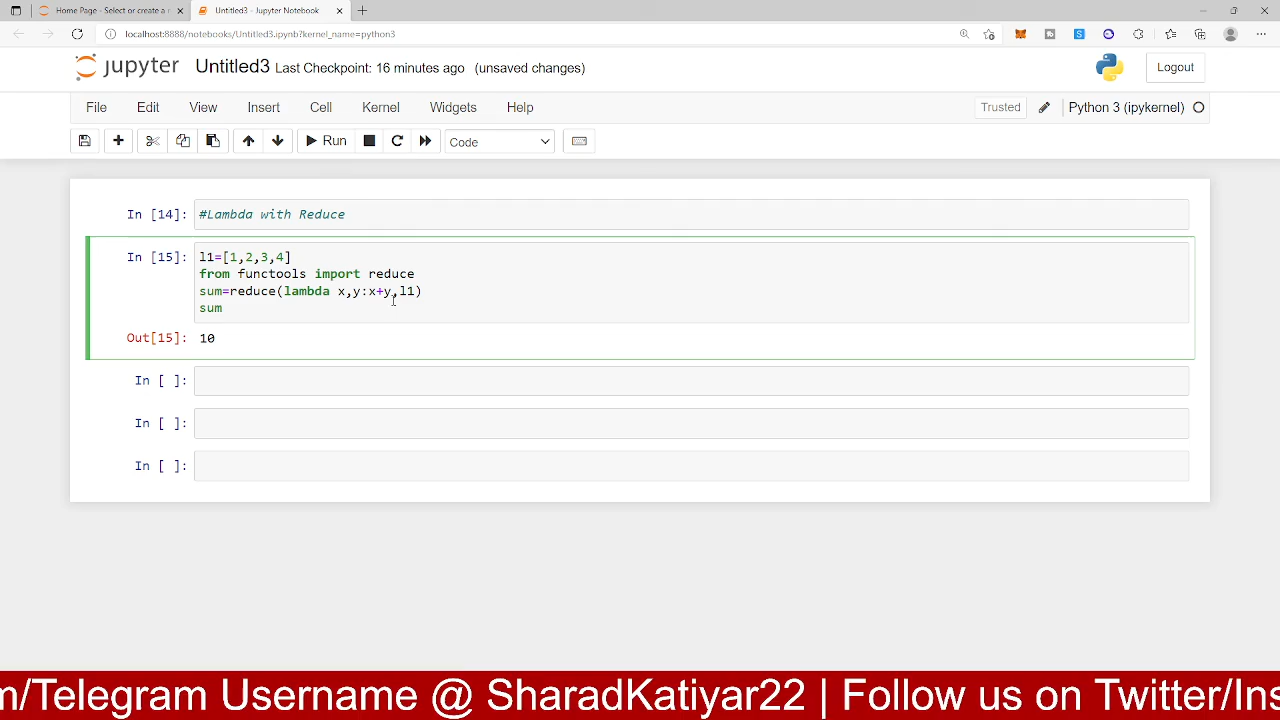 Home Page - Select or create a n
Untitled3 - Jupyter Notebook
localhost:8888/notebooks/Untitled3.ipynb?kernel_name=python3
jupyter Untitled3 Last Checkpoint: 16 minutes ago (unsaved changes) Logout
File Edit View Insert Cell Kernel Widgets Help Trusted Python 3 (ipykernel)
Run Code
In [14]: #Lambda with Reduce
In [15]: l1=[1,2,3,4]
from functools import reduce
sum=reduce(lambda x,y:x+y,l1)
sum
Out[15]: 10
In [ ]:
In [ ]:
In [ ]:
m/Telegram Username @ SharadKatiyar22 | Follow us on Twitter/Ins